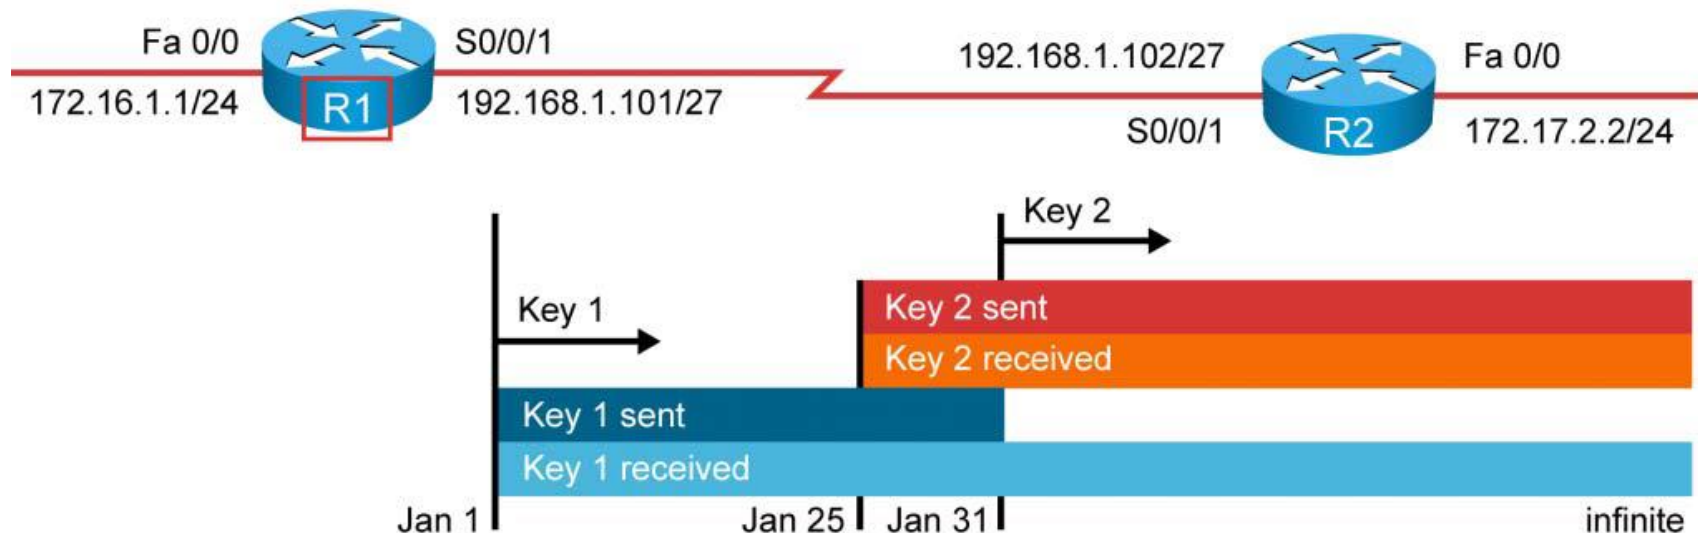 Fa 0/0
S0/0/1
172.16.1.1/24
R1
192.168.1.101/27
192.168.1.102/27
Fa 0/0
S0/0/1
R2
172.17.2.2/24
Key 2
Key 1
Key 2 sent
Key 2 received
Key 1 sent
Key 1 received
Jan 1
Jan 25
Jan 31
infinite